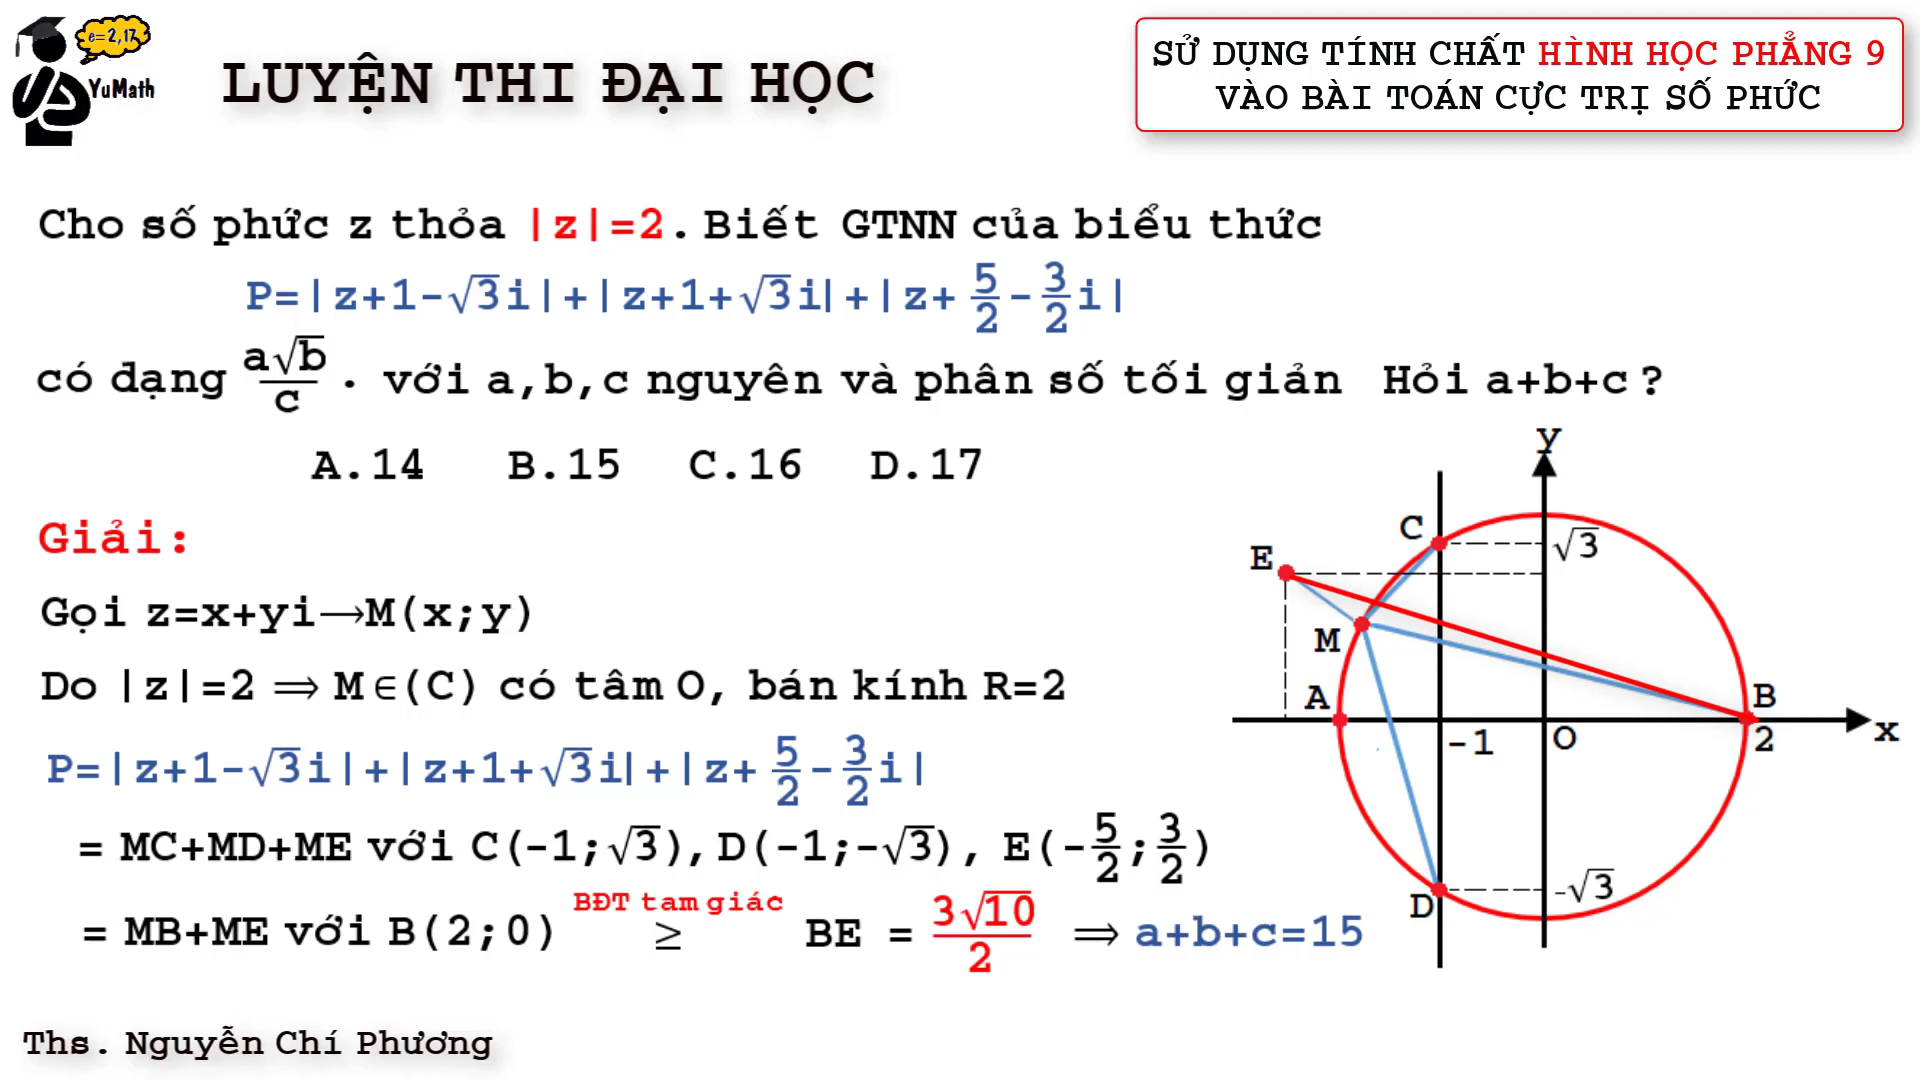 e=2,17
YuMath
LUYỆN THI ĐẠI HỌC
SỬ DỤNG TÍNH CHẤT HÌNH HỌC PHẲNG 9
VÀO BÀI TOÁN CỰC TRỊ SỐ PHỨC
Cho số phức z thỏa |z|=2. Biết GTNN của biểu thức
P=|z+1-√3i|+|z+1+√3i|+|z+5/2-3/2i|
có dạng a√b/c. với a,b,c nguyên và phân số tối giản Hỏi a+b+c ?
A.14 B.15 C.16 D.17
Giải:
Gọi z=x+yi⟶M(x;y)
Do |z|=2 ⟹ M∈(C) có tâm O, bán kính R=2
P=|z+1-√3i|+|z+1+√3i|+|z+5/2-3/2i|
= MC+MD+ME với C(-1;√3), D(-1;-√3), E(-5/2;3/2)
BĐT tam giác
= MB+ME với B(2;0) ≥ BE = 3√10/2 ⟹ a+b+c=15
y
C
√3
E
M
A
B
-1
O
2
x
D
-√3
Ths. Nguyễn Chí Phương